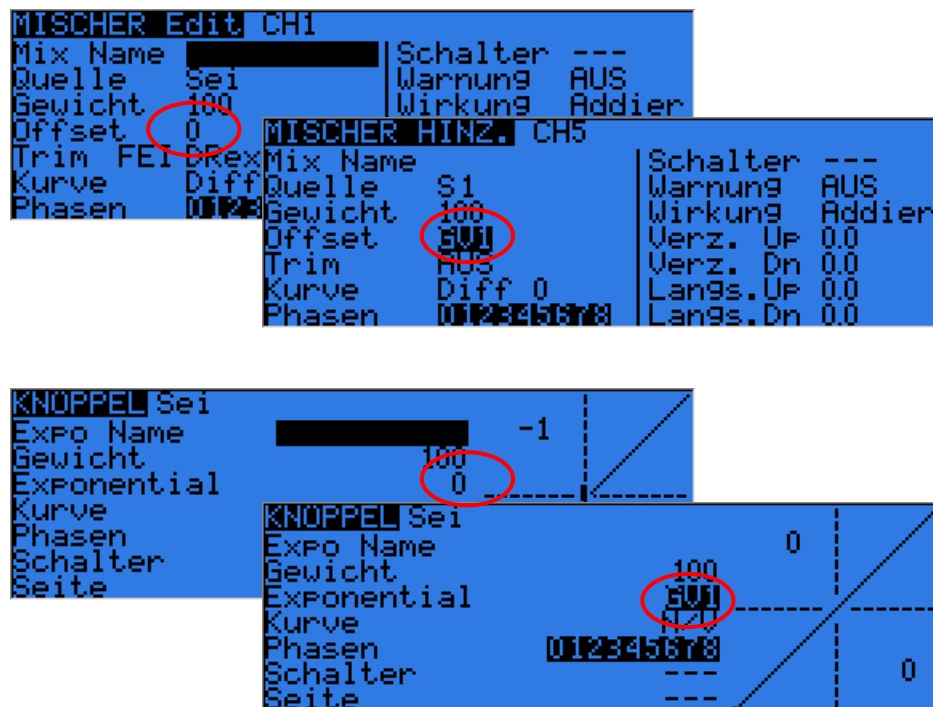 MISCHER Edit CH1
Mix Name
Quelle Sei
Gewicht 100
Offset 0
Trim FEI DRex
Kurve Diff
Phasen 0123
Schalter ---
Warnung AUS
Wirkung Addier
MISCHER HINZ. CH5
Mix Name
Quelle S1
Gewicht 100
Offset GV1
Trim AUS
Kurve Diff 0
Phasen 012345678
Schalter ---
Warnung AUS
Wirkung Addier
Verz. Up 0.0
Verz. Dn 0.0
Langs.Up 0.0
Langs.Dn 0.0
KNÜPPEL Sei
Expo Name
Gewicht 100
Exponential 0
Kurve
Phasen
Schalter
Seite
-1
KNÜPPEL Sei
Expo Name
Gewicht 100
Exponential GV1
Kurve N/V
Phasen 012345678
Schalter ---
Seite ---
0
0